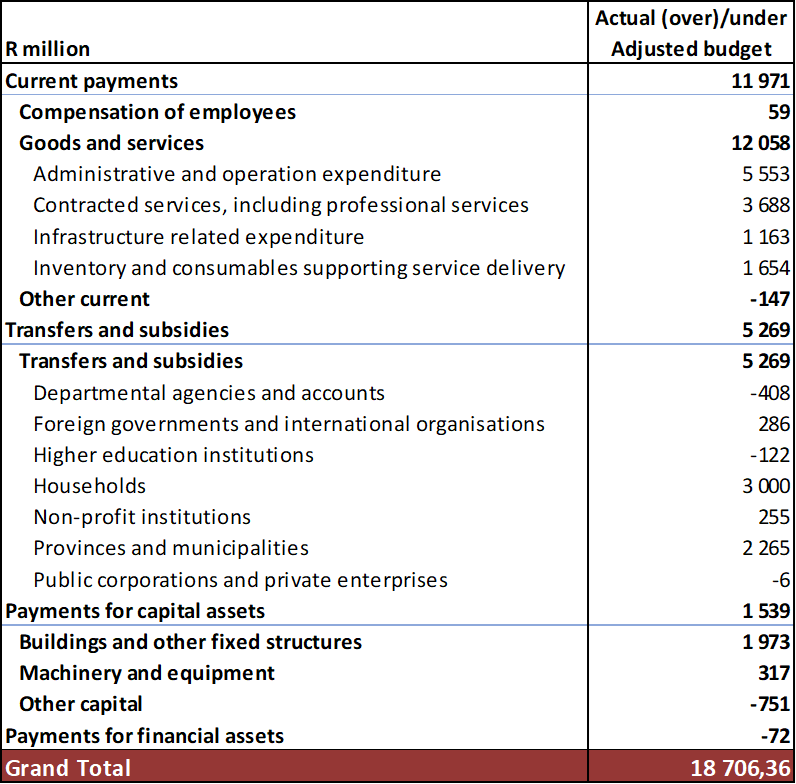 Actual (over)/under
R million Adjusted budget
Current payments 11 971
Compensation of employees 59
Goods and services 12 058
Administrative and operation expenditure 5 553
Contracted services, including professional services 3 688
Infrastructure related expenditure 1 163
Inventory and consumables supporting service delivery 1 654
Other current -147
Transfers and subsidies 5 269
Transfers and subsidies 5 269
Departmental agencies and accounts -408
Foreign governments and international organisations 286
Higher education institutions -122
Households 3 000
Non-profit institutions 255
Provinces and municipalities 2 265
Public corporations and private enterprises -6
Payments for capital assets 1 539
Buildings and other fixed structures 1 973
Machinery and equipment 317
Other capital -751
Payments for financial assets -72
Grand Total 18 706,36